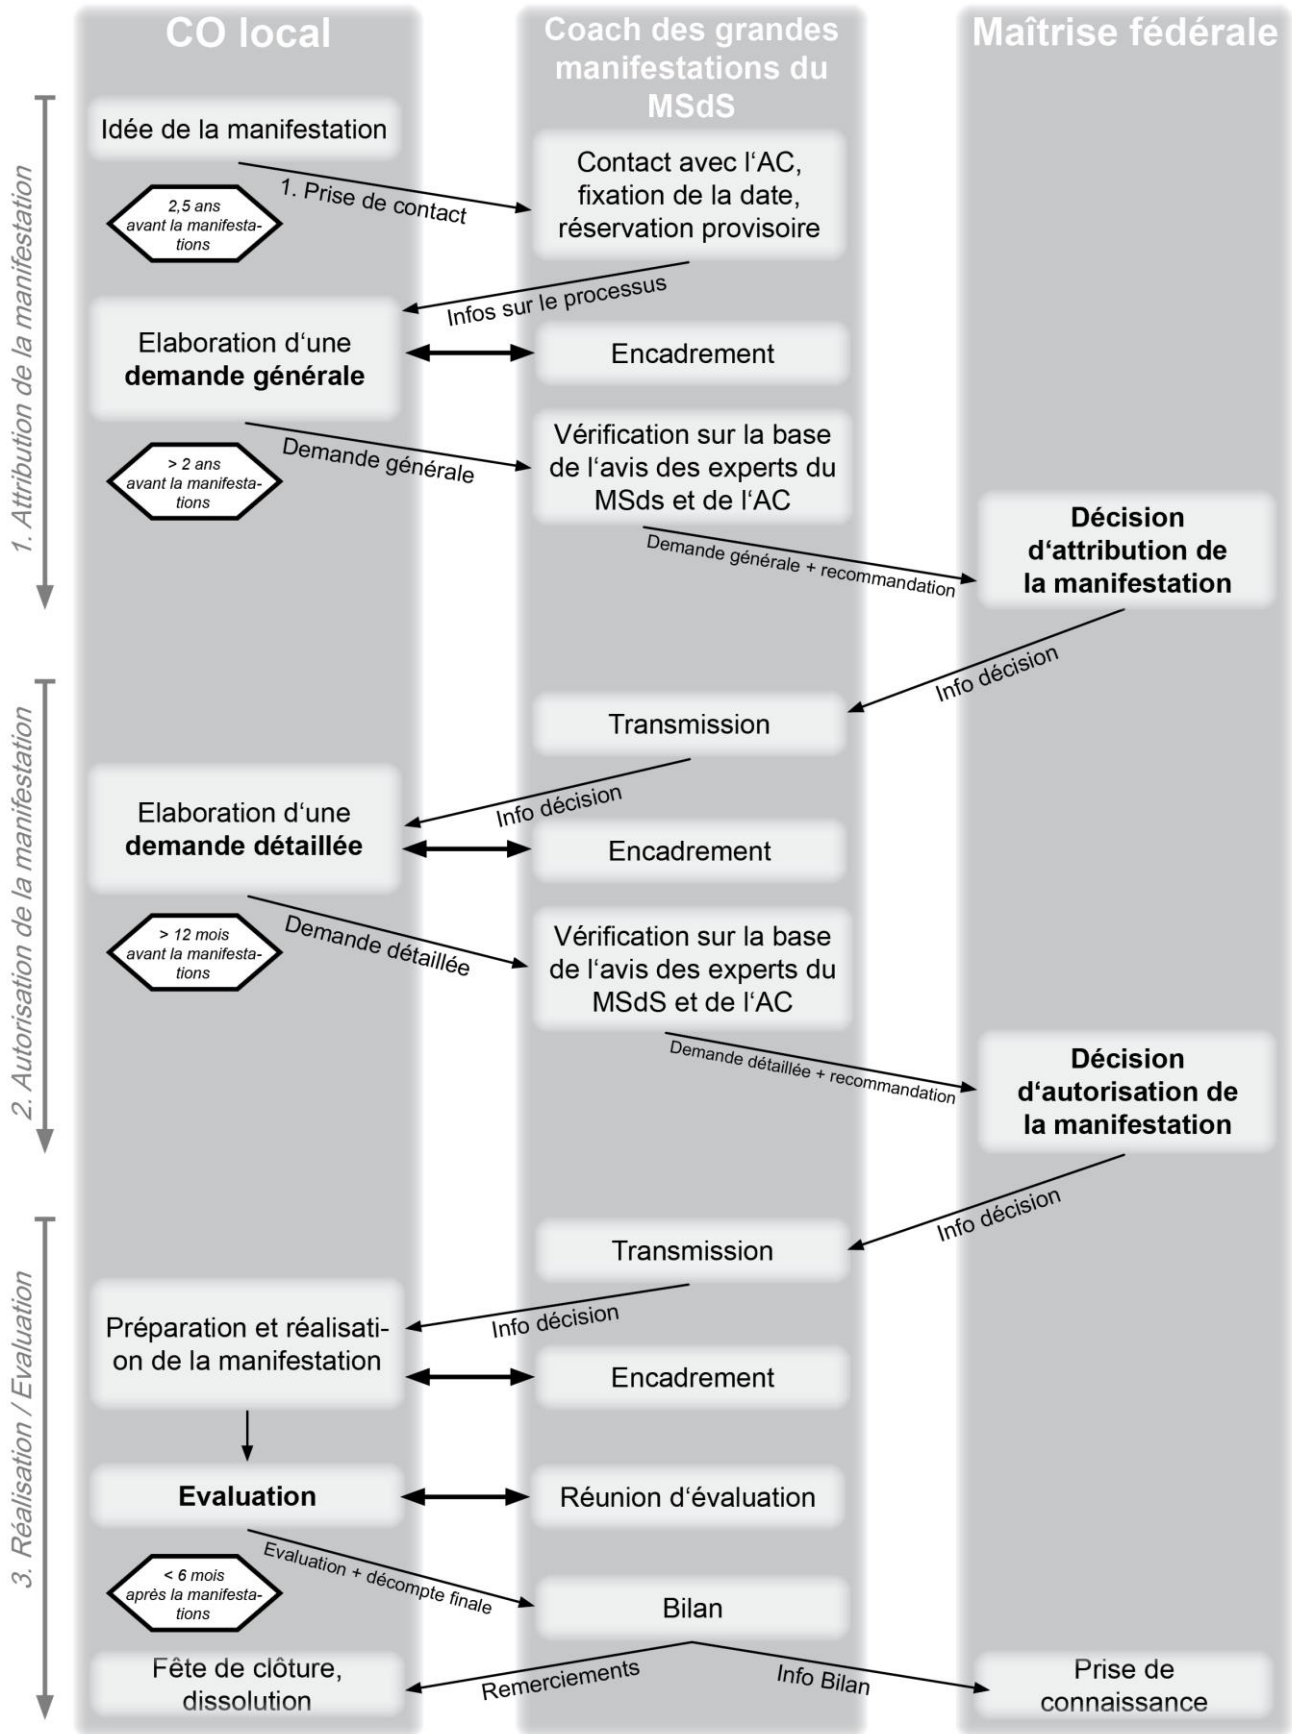 CO local
Coach des grandes
manifestations du
MSdS
Maîtrise fédérale
1. Attribution de la manifestation
Idée de la manifestation
1. Prise de contact
Contact avec l‘AC,
fixation de la date,
réservation provisoire
2,5 ans
avant la manifesta-
tions
Infos sur le processus
Elaboration d‘une
demande générale
Encadrement
Demande générale
Vérification sur la base
de l‘avis des experts du
MSds et de l‘AC
> 2 ans
avant la manifesta-
tions
Demande générale + recommandation
Décision
d‘attribution de
la manifestation
Info décision
2. Autorisation de la manifestation
Transmission
Info décision
Elaboration d‘une
demande détaillée
Encadrement
Demande détaillée
Vérification sur la base
de l‘avis des experts du
MSdS et de l‘AC
> 12 mois
avant la manifesta-
tions
Demande détaillée + recommandation
Décision
d‘autorisation de
la manifestation
Info décision
3. Réalisation / Evaluation
Transmission
Info décision
Préparation et réalisati-
on de la manifestation
Encadrement
Evaluation
Réunion d‘évaluation
Evaluation + décompte finale
< 6 mois
après la manifesta-
tions
Bilan
Remerciements
Info Bilan
Fête de clôture,
dissolution
Prise de
connaissance